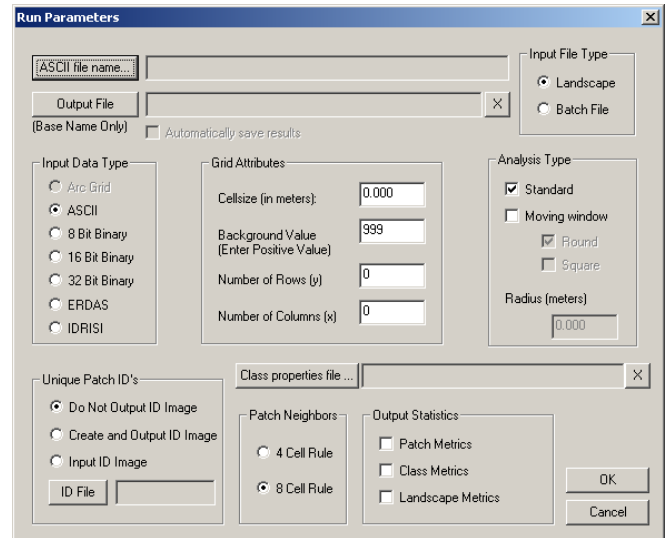 Run Parameters
ASCII file name...
Output File
X
(Base Name Only)
Automatically save results
Input File Type
Landscape
Batch File
Input Data Type
Arc Grid
ASCII
8 Bit Binary
16 Bit Binary
32 Bit Binary
ERDAS
IDRISI
Grid Attributes
Cellsize (in meters):
0.000
Background Value
(Enter Positive Value)
999
Number of Rows (y)
0
Number of Columns (x)
0
Analysis Type
Standard
Moving window
Round
Square
Radius (meters)
0.000
Class properties file ...
X
Unique Patch ID's
Do Not Output ID Image
Create and Output ID Image
Input ID Image
ID File
Patch Neighbors
4 Cell Rule
8 Cell Rule
Output Statistics
Patch Metrics
Class Metrics
Landscape Metrics
OK
Cancel